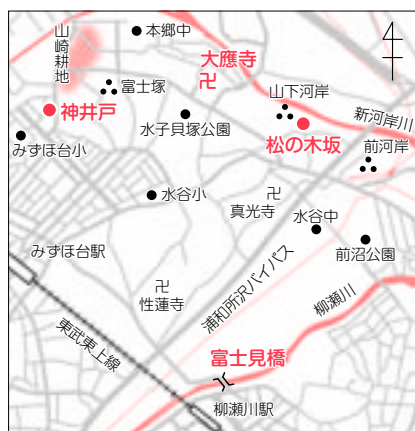 山崎耕地
本郷中
大應寺
富士塚
山下河岸
新河岸川
神井戸
水子貝塚公園
松の木坂
前河岸
みずほ台小
水谷小
真光寺
水谷中
前沼公園
みずほ台駅
性蓮寺
浦和所沢バイパス
柳瀬川
東武東上線
富士見橋
柳瀬川駅